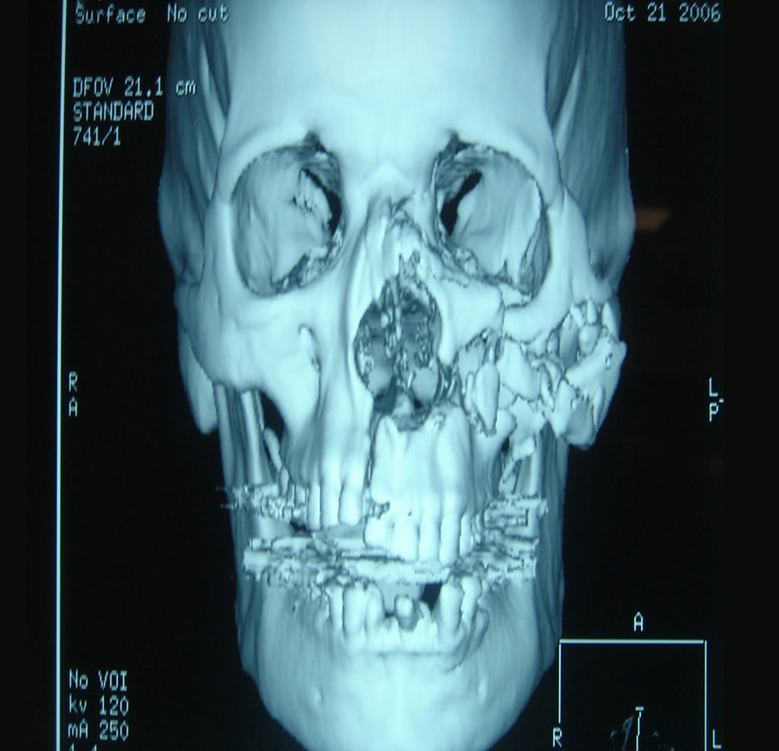 Surface No cut
Oct 21 2006
DFOV 21.1 cm
STANDARD
741/1
R
A
L
P
No VOI
kv 120
mA 250
A
R
L